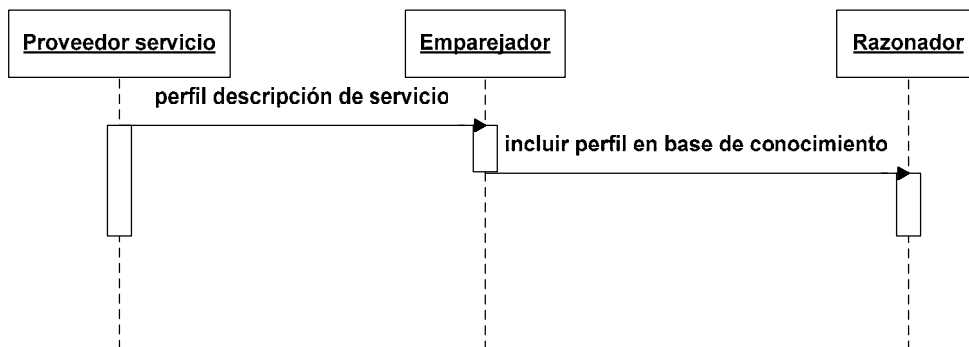 Proveedor servicio
Emparejador
Razonador
perfil descripción de servicio
incluir perfil en base de conocimiento